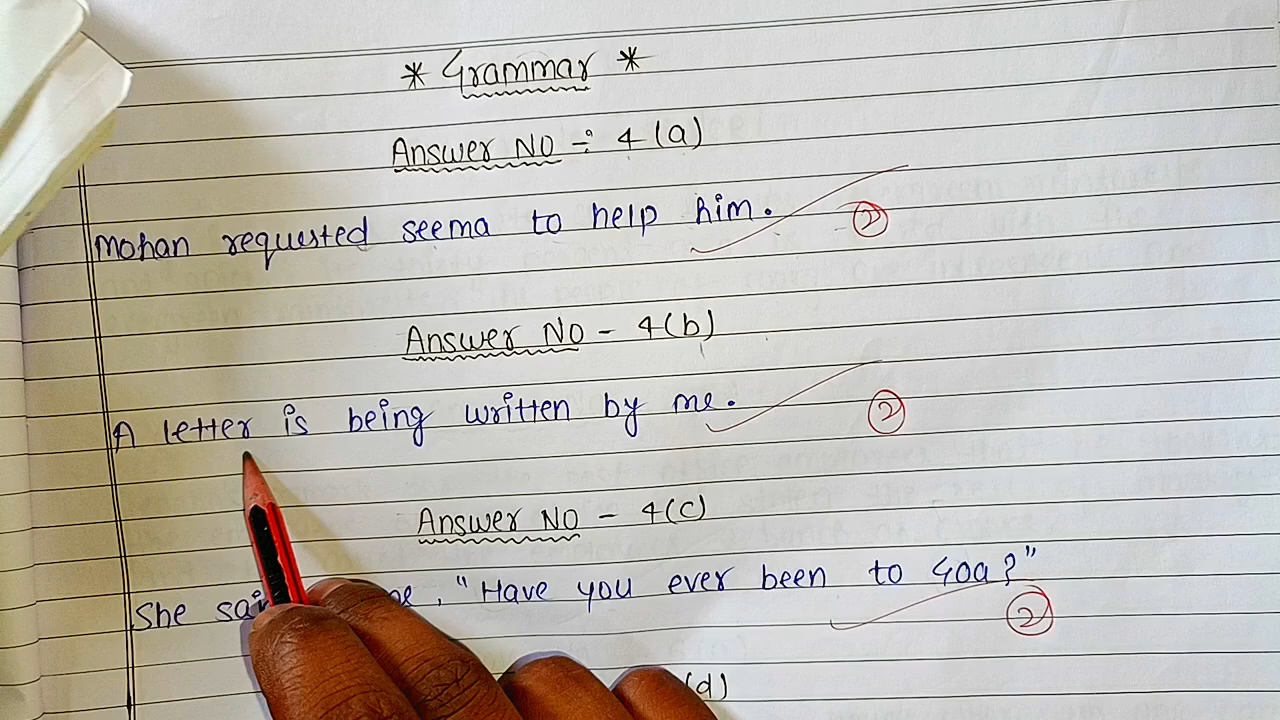 * Grammar *
Answer NO ÷ 4(a)
Mohan requested seema to help him.
2
Answer NO - 4(b)
A letter is being written by me.
2
Answer NO - 4(c)
She , "Have you ever been to Goa?"
2
(d)